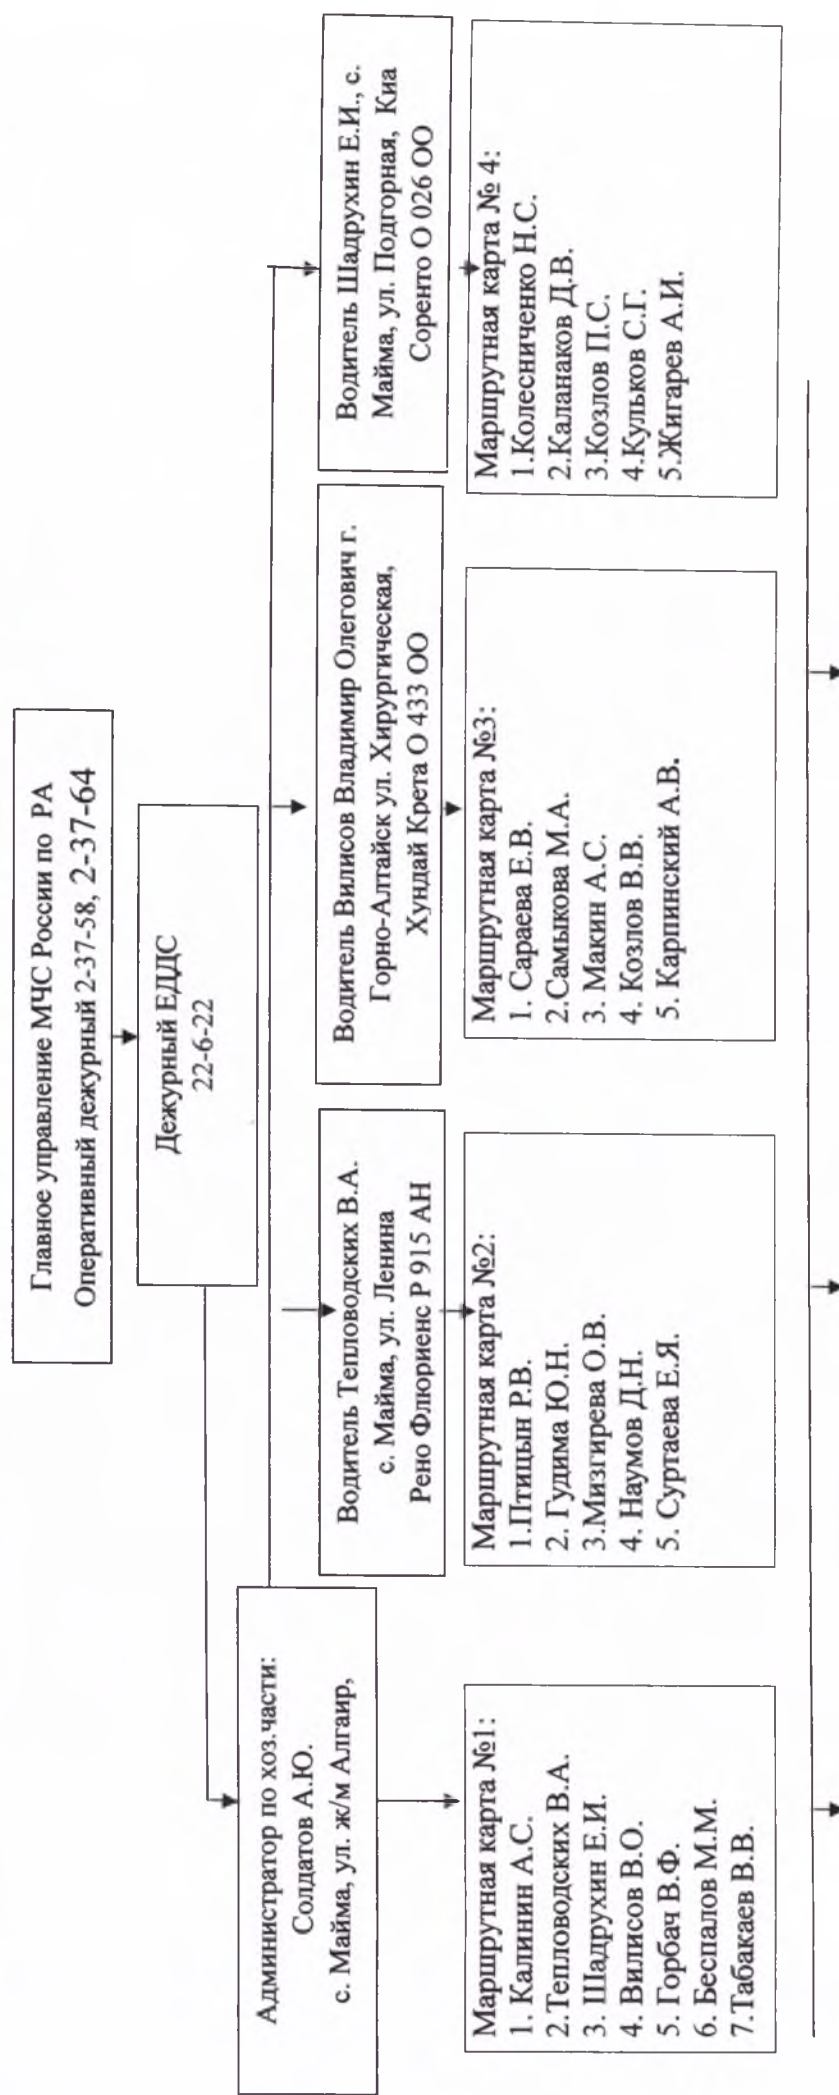 Главное управление МЧС России по РА
Оперативный дежурный 2-37-58, 2-37-64
Дежурный ЕДДС
22-6-22
Администратор по хоз.части:
Солдатов А.Ю.
с. Майма, ул. ж/м Алгаир,
Водитель Тепловодских В.А.
с. Майма, ул. Ленина
Рено Флюриенс Р 915 АН
Водитель Вилисов Владимир Олегович г.
Горно-Алтайск ул. Хирургическая,
Хундай Крета О 433 ОО
Водитель Шадрухин Е.И., с.
Майма, ул. Подгорная, Киа
Соренто О 026 ОО
Маршрутная карта №1:
1. Калинин А.С.
2.Тепловодских В.А.
3. Шадрухин Е.И.
4. Вилисов В.О.
5. Горбач В.Ф.
6. Беспалов М.М.
7.Табакаев В.В.
Маршрутная карта №2:
1.Птицын Р.В.
2. Гудима Ю.Н.
3.Мизгирева О.В.
4. Наумов Д.Н.
5. Суртаева Е.Я.
Маршрутная карта №3:
1. Сараева Е.В.
2.Самыкова М.А.
3. Макин А.С.
4. Козлов В.В.
5. Карпинский А.В.
Маршрутная карта № 4:
1.Колесниченко Н.С.
2.Каланаков Д.В.
3.Козлов П.С.
4.Кульков С.Г.
5.Жигарев А.И.